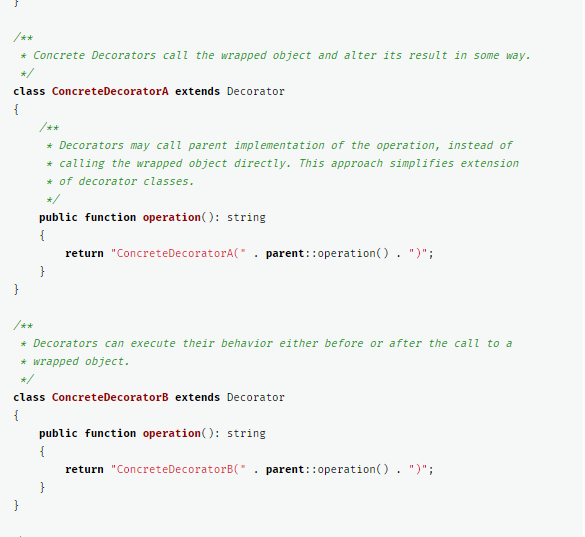 }
/**
 * Concrete Decorators call the wrapped object and alter its result in some way.
 */
class ConcreteDecoratorA extends Decorator
{
    /**
     * Decorators may call parent implementation of the operation, instead of
     * calling the wrapped object directly. This approach simplifies extension
     * of decorator classes.
     */
    public function operation(): string
    {
        return "ConcreteDecoratorA(" . parent::operation() . ")";
    }
}
/**
 * Decorators can execute their behavior either before or after the call to a
 * wrapped object.
 */
class ConcreteDecoratorB extends Decorator
{
    public function operation(): string
    {
        return "ConcreteDecoratorB(" . parent::operation() . ")";
    }
}